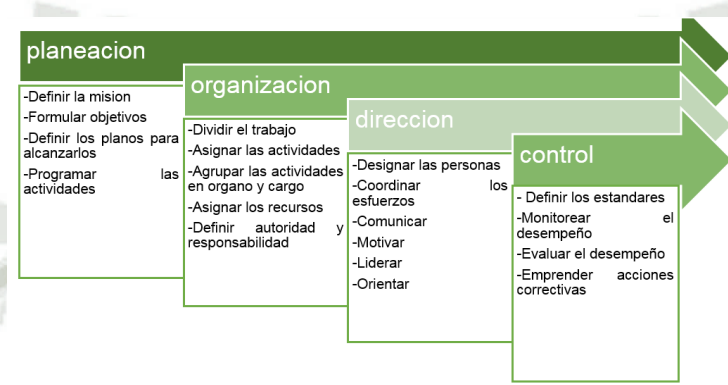 planeacion
-Definir la mision
-Formular objetivos
-Definir los planos para
alcanzarlos
-Programar las
actividades
organizacion
-Dividir el trabajo
-Asignar las actividades
-Agrupar las actividades
en organo y cargo
-Asignar los recursos
-Definir autoridad y
responsabilidad
direccion
-Designar las personas
-Coordinar los
esfuerzos
-Comunicar
-Motivar
-Liderar
-Orientar
control
- Definir los estandares
-Monitorear el
desempeño
-Evaluar el desempeño
-Emprender acciones
correctivas